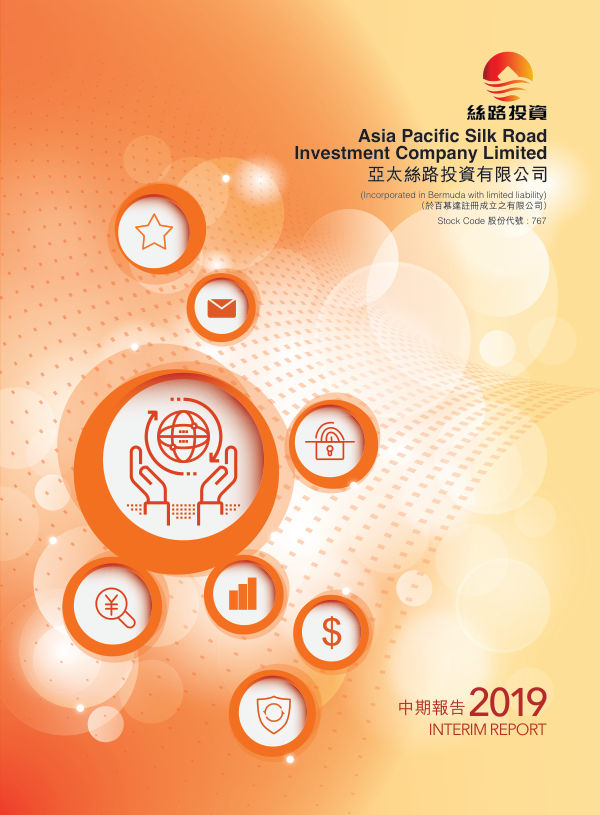 絲路投資
Asia Pacific Silk Road
Investment Company Limited
亞太絲路投資有限公司
(Incorporated in Bermuda with limited liability)
(於百慕達註冊成立之有限公司)
Stock Code 股份代號 : 767
¥
$
中期報告 2019
INTERIM REPORT